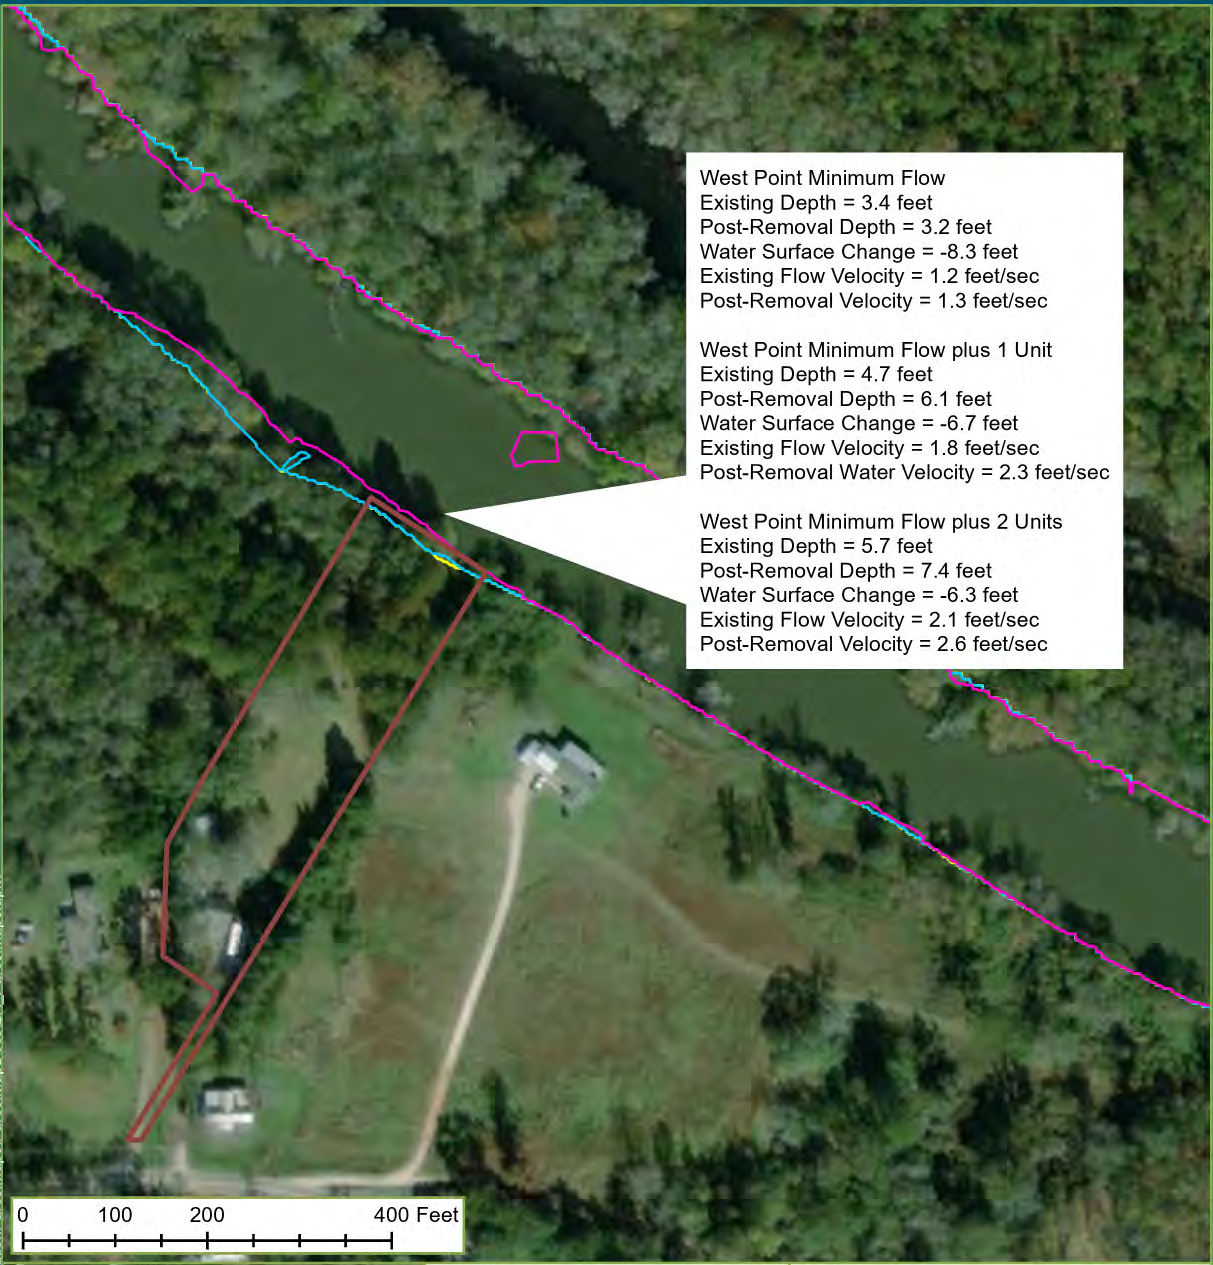 West Point Minimum Flow
Existing Depth = 3.4 feet
Post-Removal Depth = 3.2 feet
Water Surface Change = -8.3 feet
Existing Flow Velocity = 1.2 feet/sec
Post-Removal Velocity = 1.3 feet/sec
West Point Minimum Flow plus 1 Unit
Existing Depth = 4.7 feet
Post-Removal Depth = 6.1 feet
Water Surface Change = -6.7 feet
Existing Flow Velocity = 1.8 feet/sec
Post-Removal Water Velocity = 2.3 feet/sec
West Point Minimum Flow plus 2 Units
Existing Depth = 5.7 feet
Post-Removal Depth = 7.4 feet
Water Surface Change = -6.3 feet
Existing Flow Velocity = 2.1 feet/sec
Post-Removal Velocity = 2.6 feet/sec
0 100 200 400 Feet